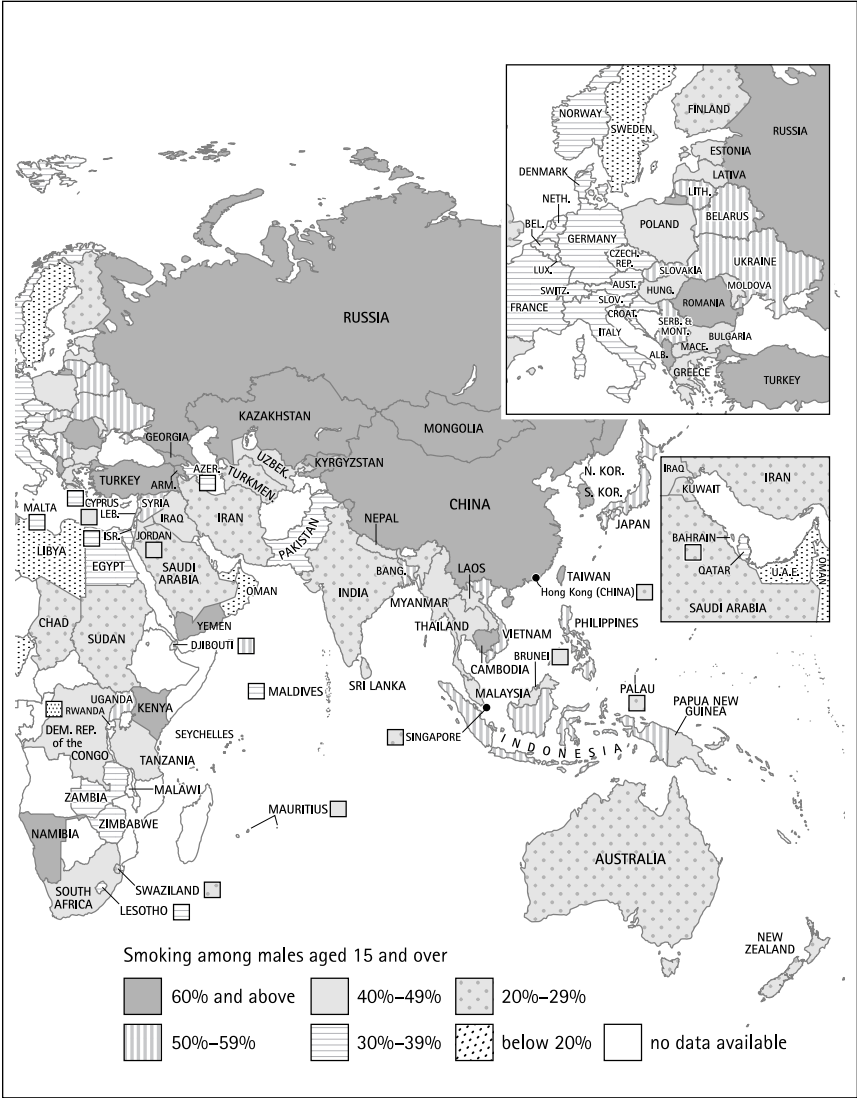 NORWAY
FINLAND
SWEDEN
RUSSIA
ESTONIA
DENMARK
LATIVA
LITH.
NETH.
BELARUS
BEL.
POLAND
GERMANY
CZECH.
REP.
UKRAINE
LUX.
SLOVAKIA
SWITZ.
AUST.
HUNG.
MOLDOVA
SLOV.
ROMANIA
FRANCE
CROAT.
SERB. &
MONT.
ITALY
BULGARIA
ALB.
MACE.
GREECE
TURKEY
RUSSIA
KAZAKHSTAN
MONGOLIA
GEORGIA
UZBEK.
KYRGYZSTAN
AZER.
TURKMEN.
TURKEY
ARM.
N. KOR.
S. KOR.
CHINA
JAPAN
MALTA
CYPRUS
LEB.
SYRIA
IRAQ
IRAN
PAKISTAN
NEPAL
ISR.
JORDAN
LIBYA
EGYPT
SAUDI
ARABIA
BANG.
LAOS
TAIWAN
Hong Kong (CHINA)
OMAN
INDIA
MYANMAR
CHAD
SUDAN
YEMEN
THAILAND
VIETNAM
PHILIPPINES
DJIBOUTI
BRUNEI
CAMBODIA
SRI LANKA
MALDIVES
MALAYSIA
PALAU
UGANDA
KENYA
RWANDA
PAPUA NEW
GUINEA
DEM. REP.
of the
CONGO
SEYCHELLES
SINGAPORE
INDONESIA
TANZANIA
MALAWI
ZAMBIA
MAURITIUS
ZIMBABWE
NAMIBIA
AUSTRALIA
SWAZILAND
SOUTH
AFRICA
LESOTHO
NEW
ZEALAND
IRAQ
IRAN
KUWAIT
BAHRAIN
QATAR
U.A.E.
OMAN
SAUDI ARABIA
Smoking among males aged 15 and over
60% and above
40%–49%
20%–29%
50%–59%
30%–39%
below 20%
no data available